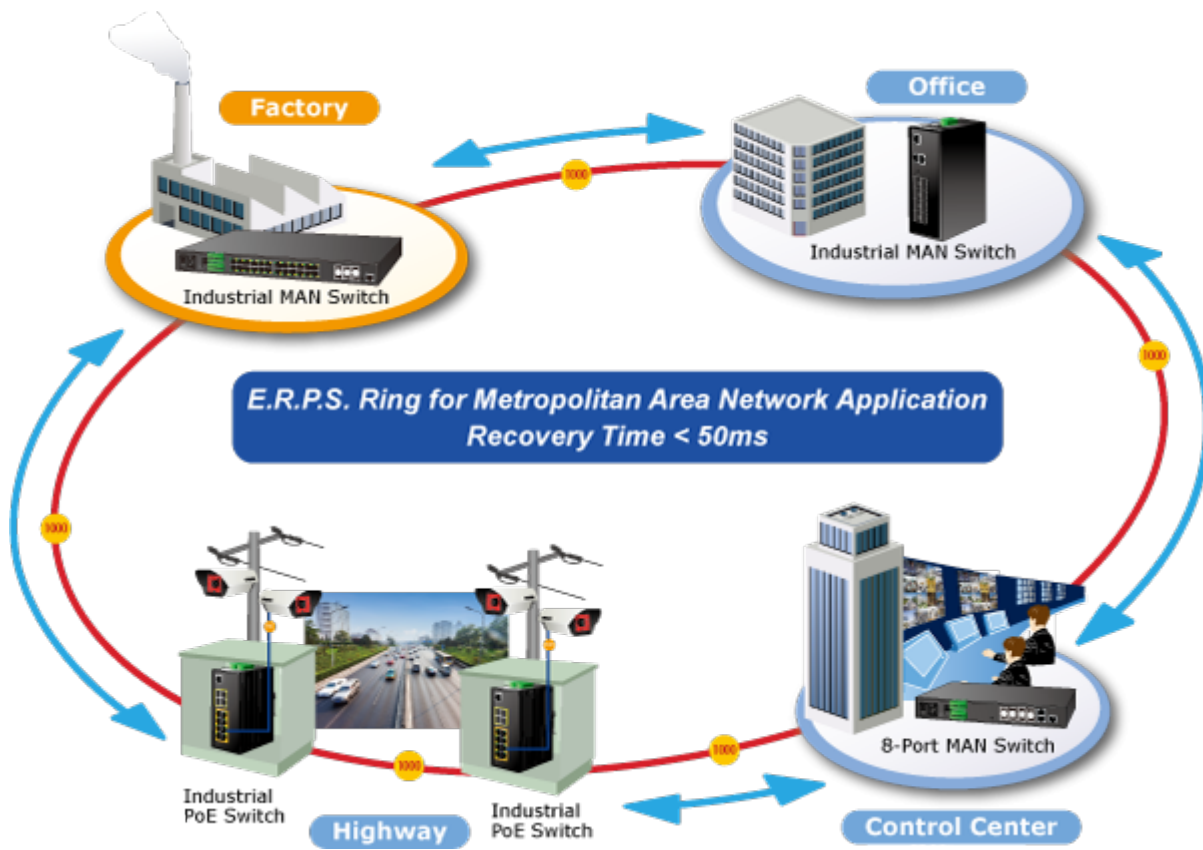 Factory
Office
1000
Industrial MAN Switch
Industrial MAN Switch
1000
E.R.P.S. Ring for Metropolitan Area Network Application
Recovery Time < 50ms
1000
8-Port MAN Switch
1000
1000
Industrial
PoE Switch
Industrial
PoE Switch
Highway
Control Center